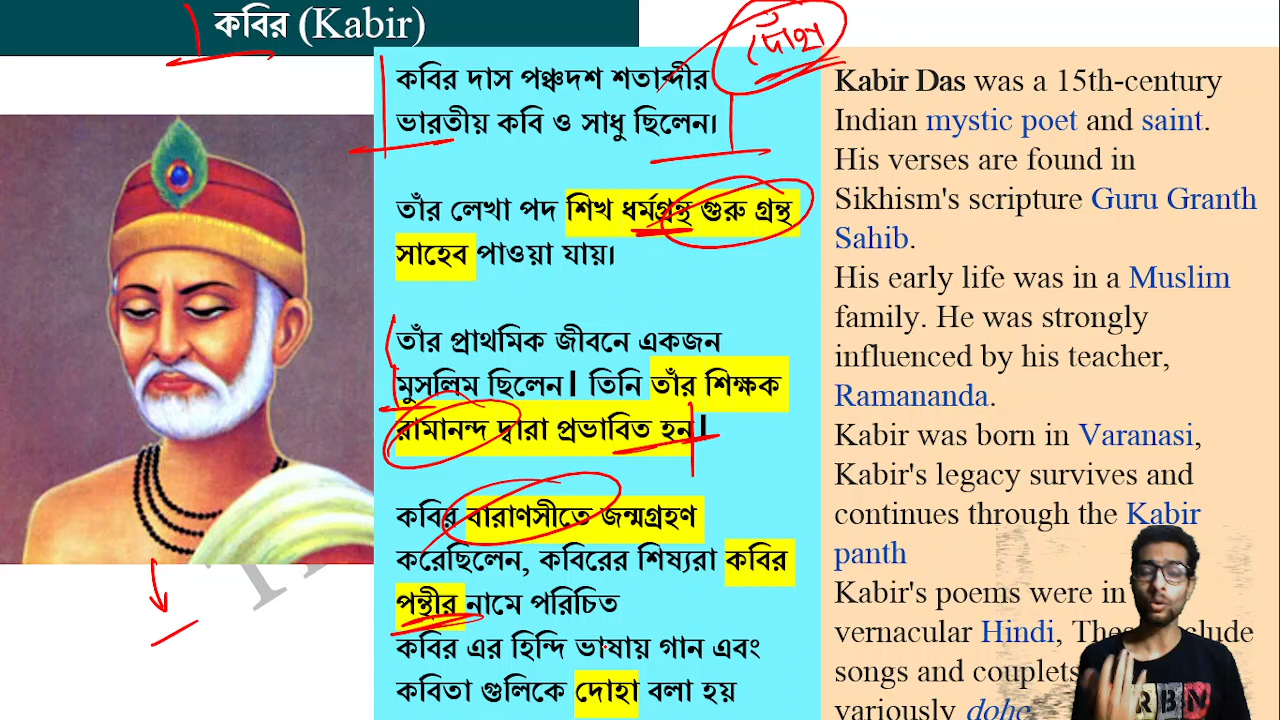 কবির (Kabir)
দোঁহা
কবির দাস পঞ্চদশ শতাব্দীর
ভারতীয় কবি ও সাধু ছিলেন।
তাঁর লেখা পদ শিখ ধর্মগ্রন্থ গুরু গ্রন্থ
সাহেব পাওয়া যায়।
তাঁর প্রাথমিক জীবনে একজন
মুসলিম ছিলেন। তিনি তাঁর শিক্ষক
রামানন্দ দ্বারা প্রভাবিত হন।
কবির বারাণসীতে জন্মগ্রহণ
করেছিলেন, কবিরের শিষ্যরা কবির
পন্থীর নামে পরিচিত
কবির এর হিন্দি ভাষায় গান এবং
কবিতা গুলিকে দোহা বলা হয়
Kabir Das was a 15th-century
Indian mystic poet and saint.
His verses are found in
Sikhism's scripture Guru Granth
Sahib.
His early life was in a Muslim
family. He was strongly
influenced by his teacher,
Ramananda.
Kabir was born in Varanasi,
Kabir's legacy survives and
continues through the Kabir
panth
Kabir's poems were in
vernacular Hindi,
songs and couplets
variously dohe
RBN